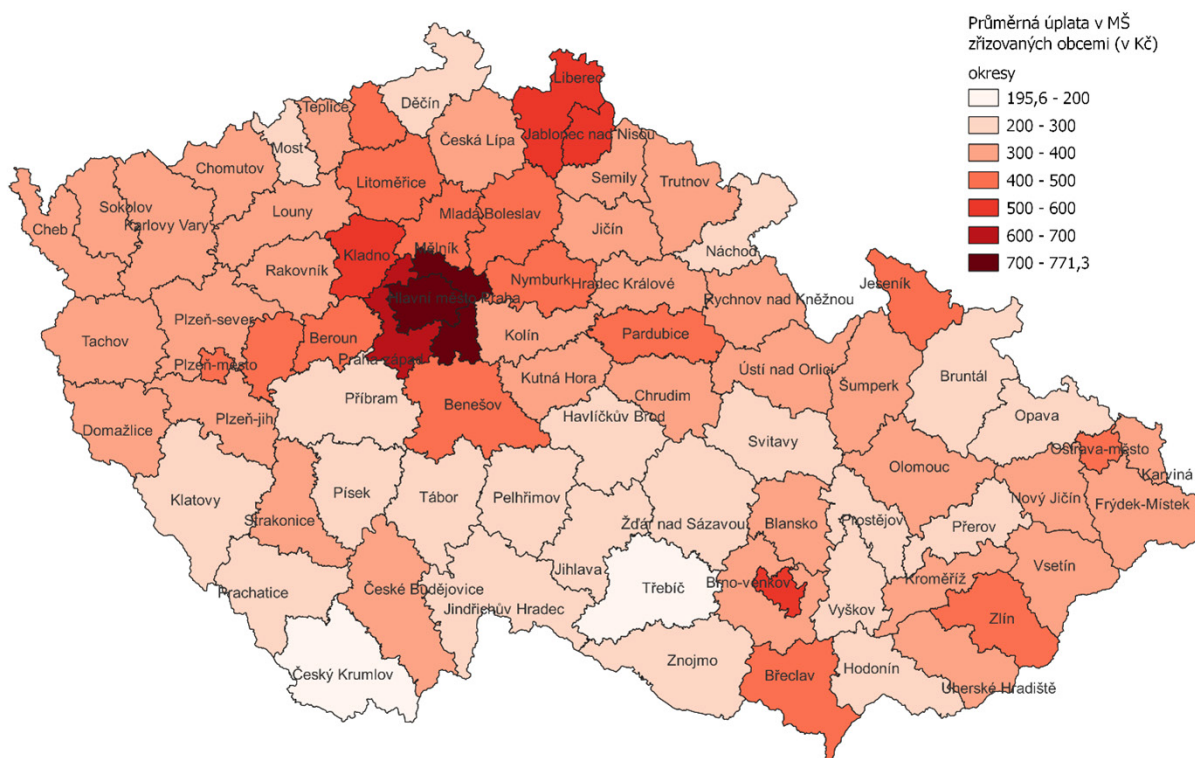 Průměrná úplata v MŠ
zřizovaných obcemi (v Kč)
okresy
195,6 - 200
200 - 300
300 - 400
400 - 500
500 - 600
600 - 700
700 - 771,3
Liberec
Děčín
Teplice
Jablonec nad Nisou
Česká Lípa
Most
Chomutov
Semily
Trutnov
Litoměřice
Sokolov
Louny
Mladá Boleslav
Karlovy Vary
Cheb
Jičín
Mělník
Náchod
Kladno
Rakovník
Nymburk
Hradec Králové
Jeseník
Hlavní město Praha
Rychnov nad Kněžnou
Plzeň-sever
Beroun
Kolín
Pardubice
Tachov
Praha-západ
Plzeň-město
Ústí nad Orlicí
Bruntál
Kutná Hora
Šumperk
Chrudim
Příbram
Benešov
Opava
Havlíčkův Brod
Plzeň-jih
Domažlice
Svitavy
Ostrava-město
Olomouc
Karviná
Klatovy
Písek
Tábor
Pelhřimov
Nový Jičín
Frýdek-Místek
Strakonice
Žďár nad Sázavou
Blansko
Prostějov
Přerov
Jihlava
Vsetín
Brno-venkov
Kroměříž
Třebíč
České Budějovice
Prachatice
Jindřichův Hradec
Vyškov
Zlín
Znojmo
Hodonín
Český Krumlov
Břeclav
Uherské Hradiště